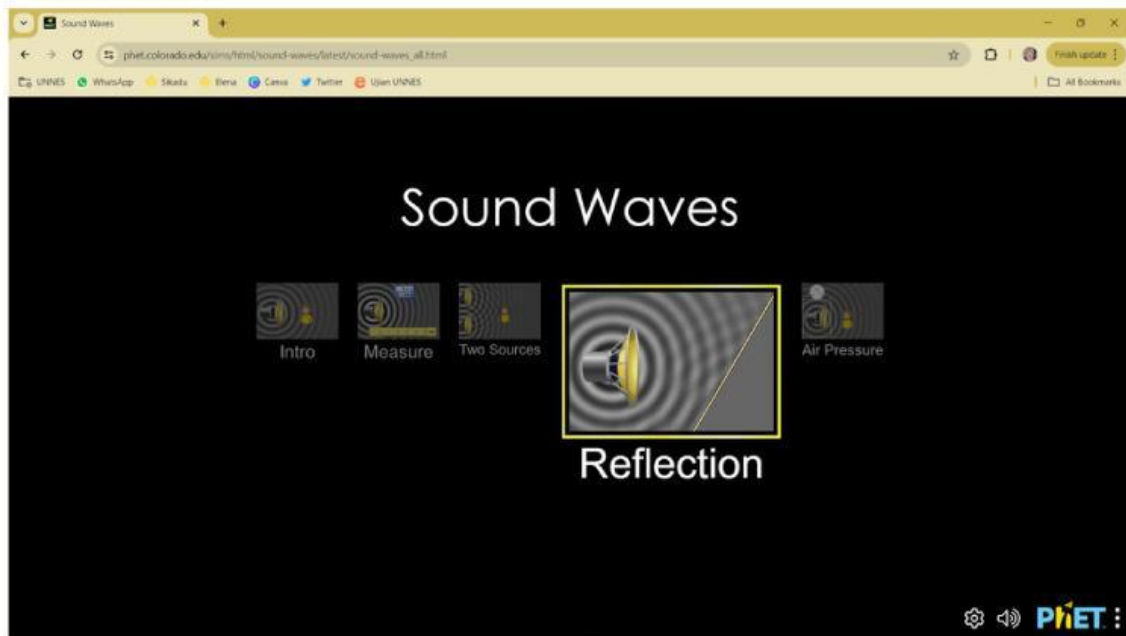 Sound Waves
phet.colorado.edu/sims/html/sound-waves/latest/sound-waves_all.html
Finish update
UNNES WhatsApp Sikadu Elena Canva Twitter Ujian UNNES All Bookmarks
Sound Waves
Intro
Measure
Two Sources
Reflection
Air Pressure
PhET